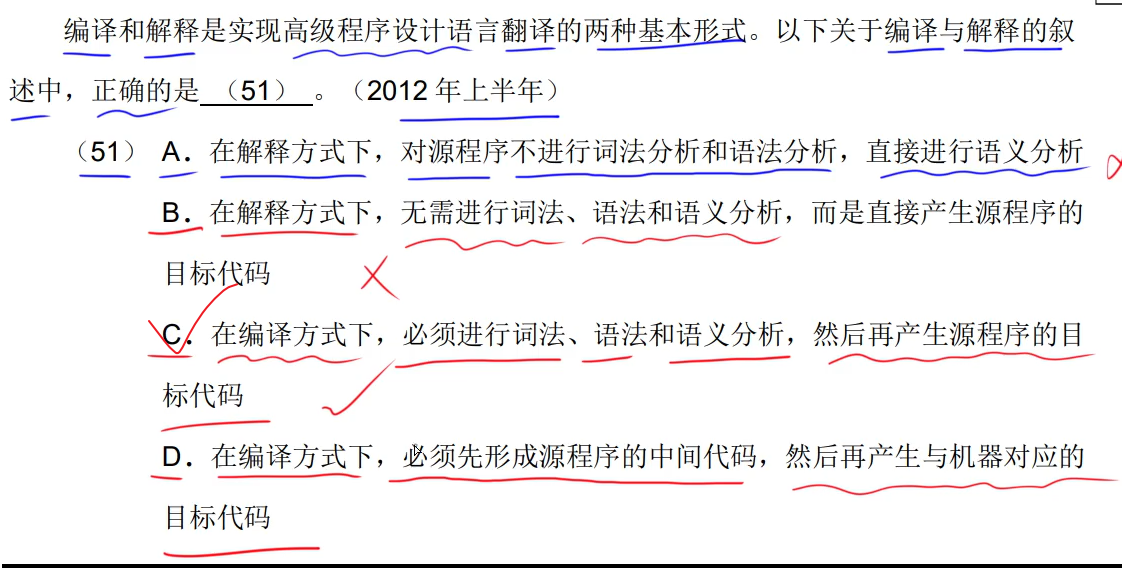 编译和解释是实现高级程序设计语言翻译的两种基本形式。以下关于编译与解释的叙
述中，正确的是 （51） 。（2012 年上半年）
（51） A．在解释方式下，对源程序不进行词法分析和语法分析，直接进行语义分析
B．在解释方式下，无需进行词法、语法和语义分析，而是直接产生源程序的
目标代码
C．在编译方式下，必须进行词法、语法和语义分析，然后再产生源程序的目
标代码
D．在编译方式下，必须先形成源程序的中间代码，然后再产生与机器对应的
目标代码